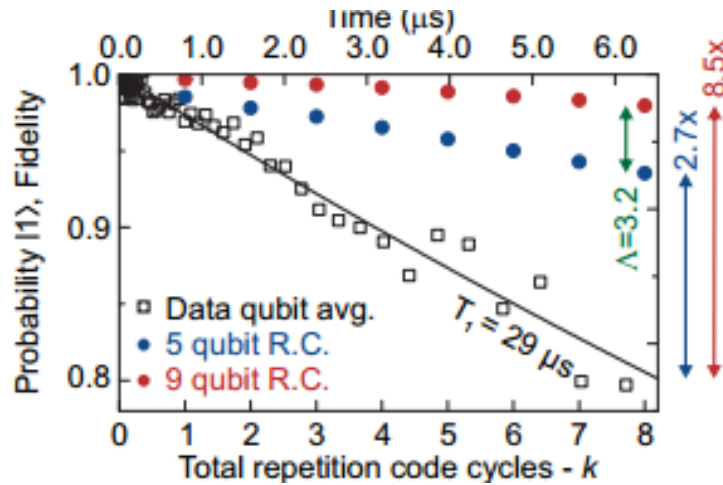 Time (μs)
0.0 1.0 2.0 3.0 4.0 5.0 6.0
1.0
0.9
0.8
Probability |1⟩, Fidelity
Data qubit avg.
5 qubit R.C.
9 qubit R.C.
T₁ = 29 μs
Λ=3.2
2.7x
8.5x
0 1 2 3 4 5 6 7 8
Total repetition code cycles - k